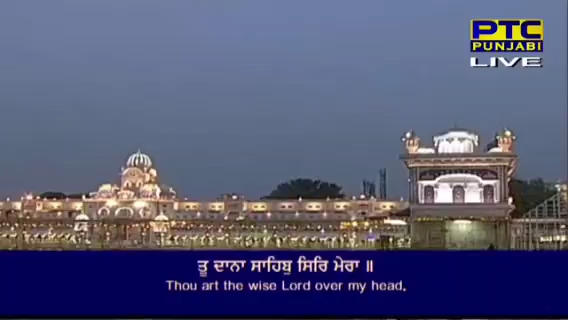 PTC
PUNJABI
LIVE
ਤੂ ਦਾਨਾ ਸਾਹਿਬੁ ਸਿਰਿ ਮੇਰਾ ॥
Thou art the wise Lord over my head.